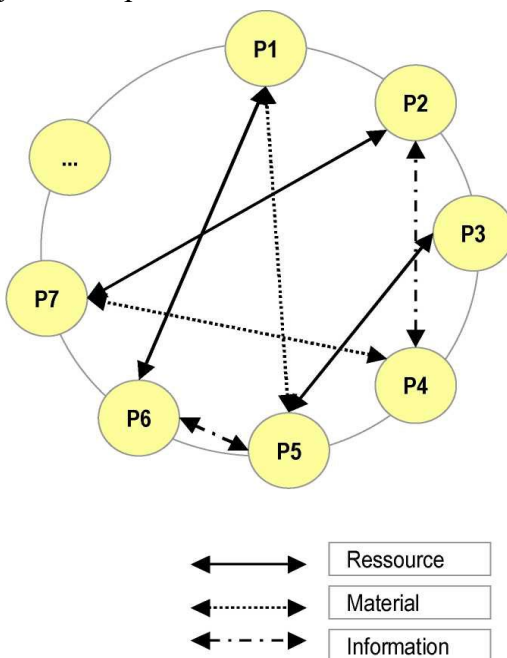 P1
P2
...
P3
P7
P4
P6
P5
Ressource
Material
Information